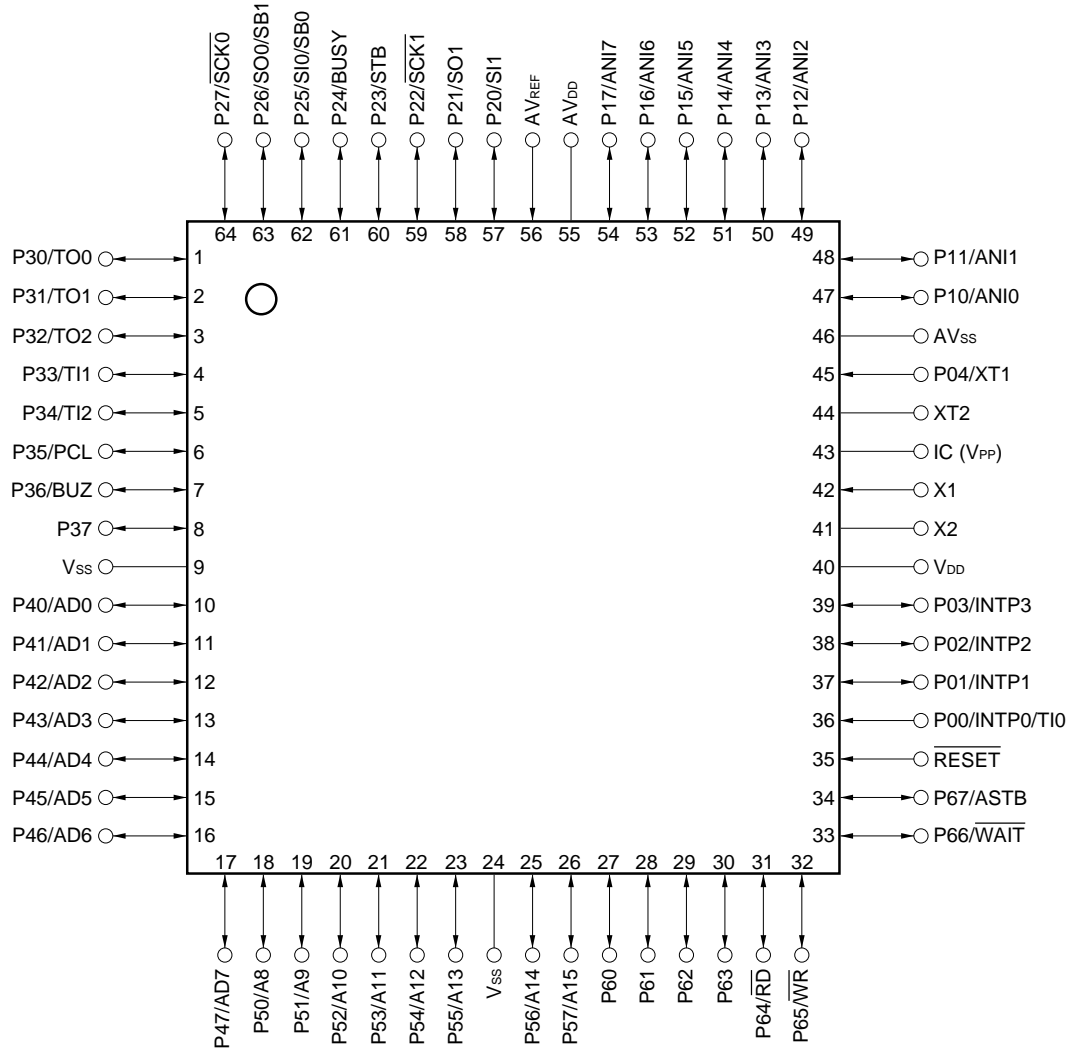 P27/SCK0
P26/SO0/SB1
P25/SI0/SB0
P24/BUSY
P23/STB
P22/SCK1
P21/SO1
P20/SI1
AVREF
AVDD
P17/ANI7
P16/ANI6
P15/ANI5
P14/ANI4
P13/ANI3
P12/ANI2
64 63 62 61 60 59 58 57 56 55 54 53 52 51 50 49
P30/TO0 1 48 P11/ANI1
P31/TO1 2 47 P10/ANI0
P32/TO2 3 46 AVSS
P33/TI1 4 45 P04/XT1
P34/TI2 5 44 XT2
P35/PCL 6 43 IC (VPP)
P36/BUZ 7 42 X1
P37 8 41 X2
VSS 9 40 VDD
P40/AD0 10 39 P03/INTP3
P41/AD1 11 38 P02/INTP2
P42/AD2 12 37 P01/INTP1
P43/AD3 13 36 P00/INTP0/TI0
P44/AD4 14 35 RESET
P45/AD5 15 34 P67/ASTB
P46/AD6 16 33 P66/WAIT
17 18 19 20 21 22 23 24 25 26 27 28 29 30 31 32
P47/AD7
P50/A8
P51/A9
P52/A10
P53/A11
P54/A12
P55/A13
VSS
P56/A14
P57/A15
P60
P61
P62
P63
P64/RD
P65/WR